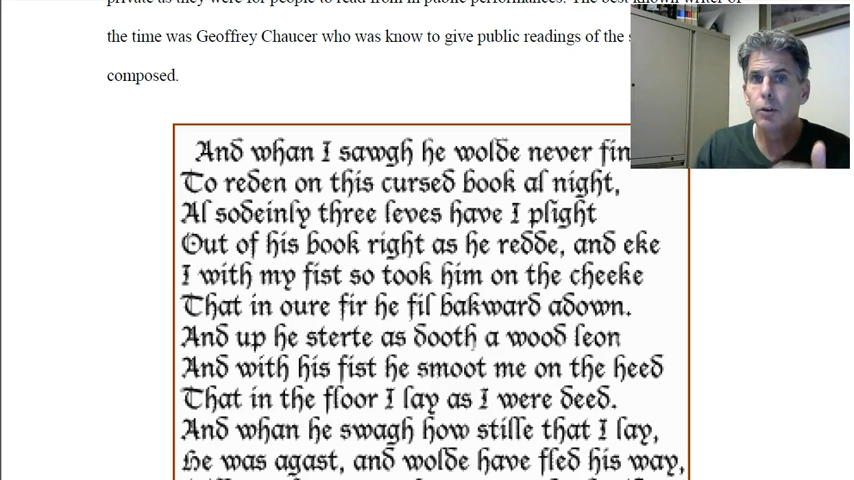 private as they were for people to read from in public performances. The best known writer of
the time was Geoffrey Chaucer who was know to give public readings of the
composed.
And whan I sawgh he wolde never fin
To reden on this cursed book al night,
Al sodeinly three leves have I plight
Out of his book right as he redde, and eke
I with my fist so took him on the cheeke
That in oure fir he fil bakward adown.
And up he sterte as dooth a wood leon
And with his fist he smoot me on the heed
That in the floor I lay as I were deed.
And whan he swagh how stille that I lay,
He was agast, and wolde have fled his way,